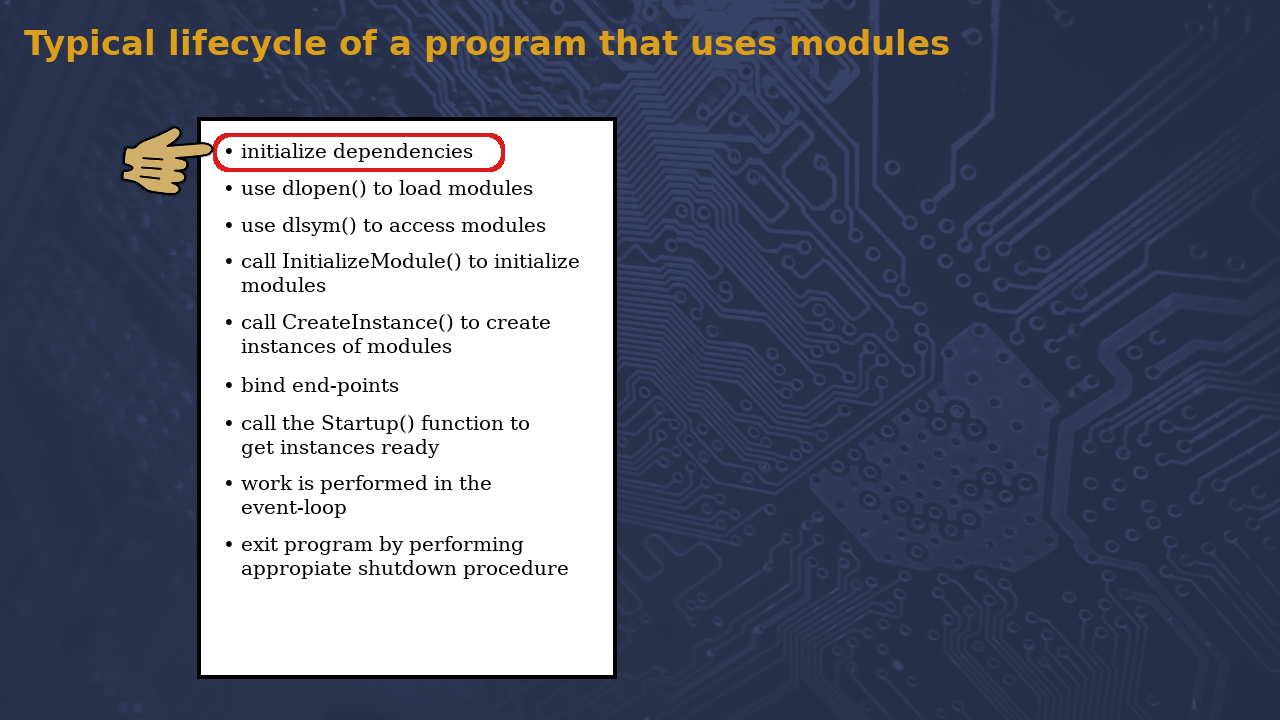 Typical lifecycle of a program that uses modules
• initialize dependencies
• use dlopen() to load modules
• use dlsym() to access modules
• call InitializeModule() to initialize
modules
• call CreateInstance() to create
instances of modules
• bind end-points
• call the Startup() function to
get instances ready
• work is performed in the
event-loop
• exit program by performing
appropiate shutdown procedure